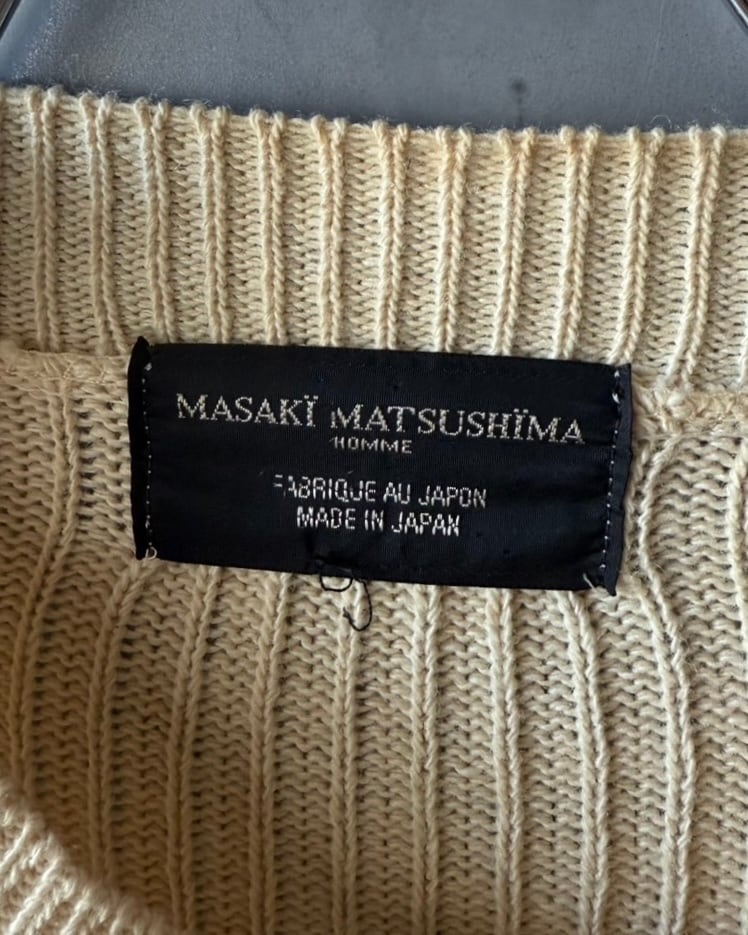 MASAKÏ MATSUSHÏMA
HOMME
FABRIQUE AU JAPON
MADE IN JAPAN